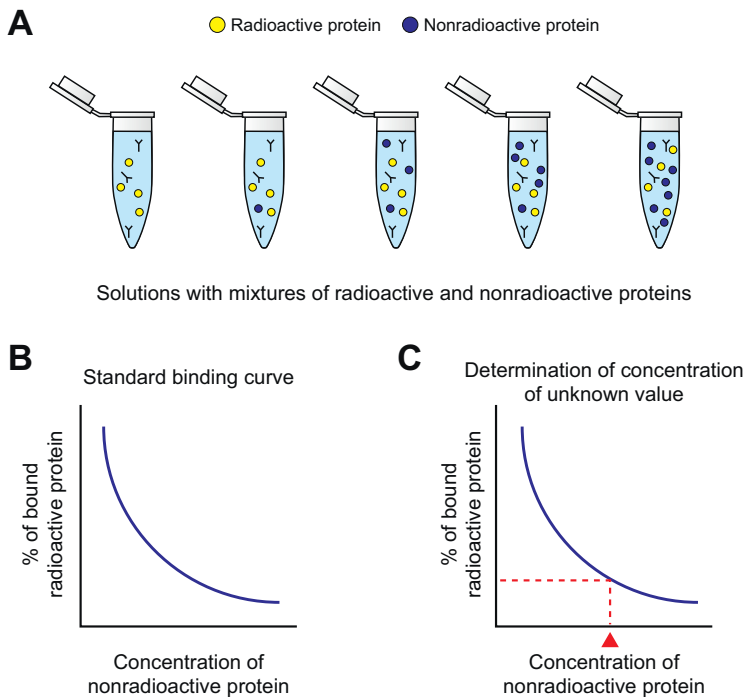 A
Radioactive protein
Nonradioactive protein
Solutions with mixtures of radioactive and nonradioactive proteins
B
Standard binding curve
% of bound
radioactive protein
Concentration of
nonradioactive protein
C
Determination of concentration
of unknown value
% of bound
radioactive protein
Concentration of
nonradioactive protein